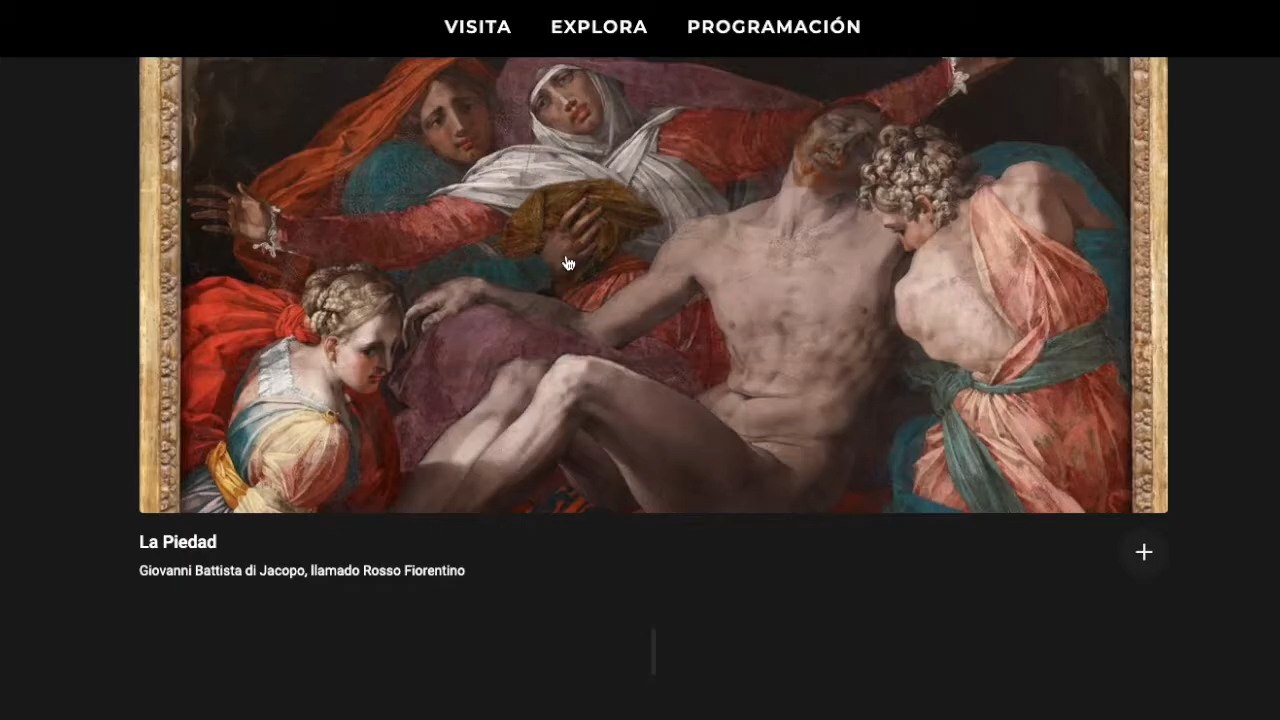 VISITA EXPLORA PROGRAMACIÓN
La Piedad
Giovanni Battista di Jacopo, llamado Rosso Fiorentino